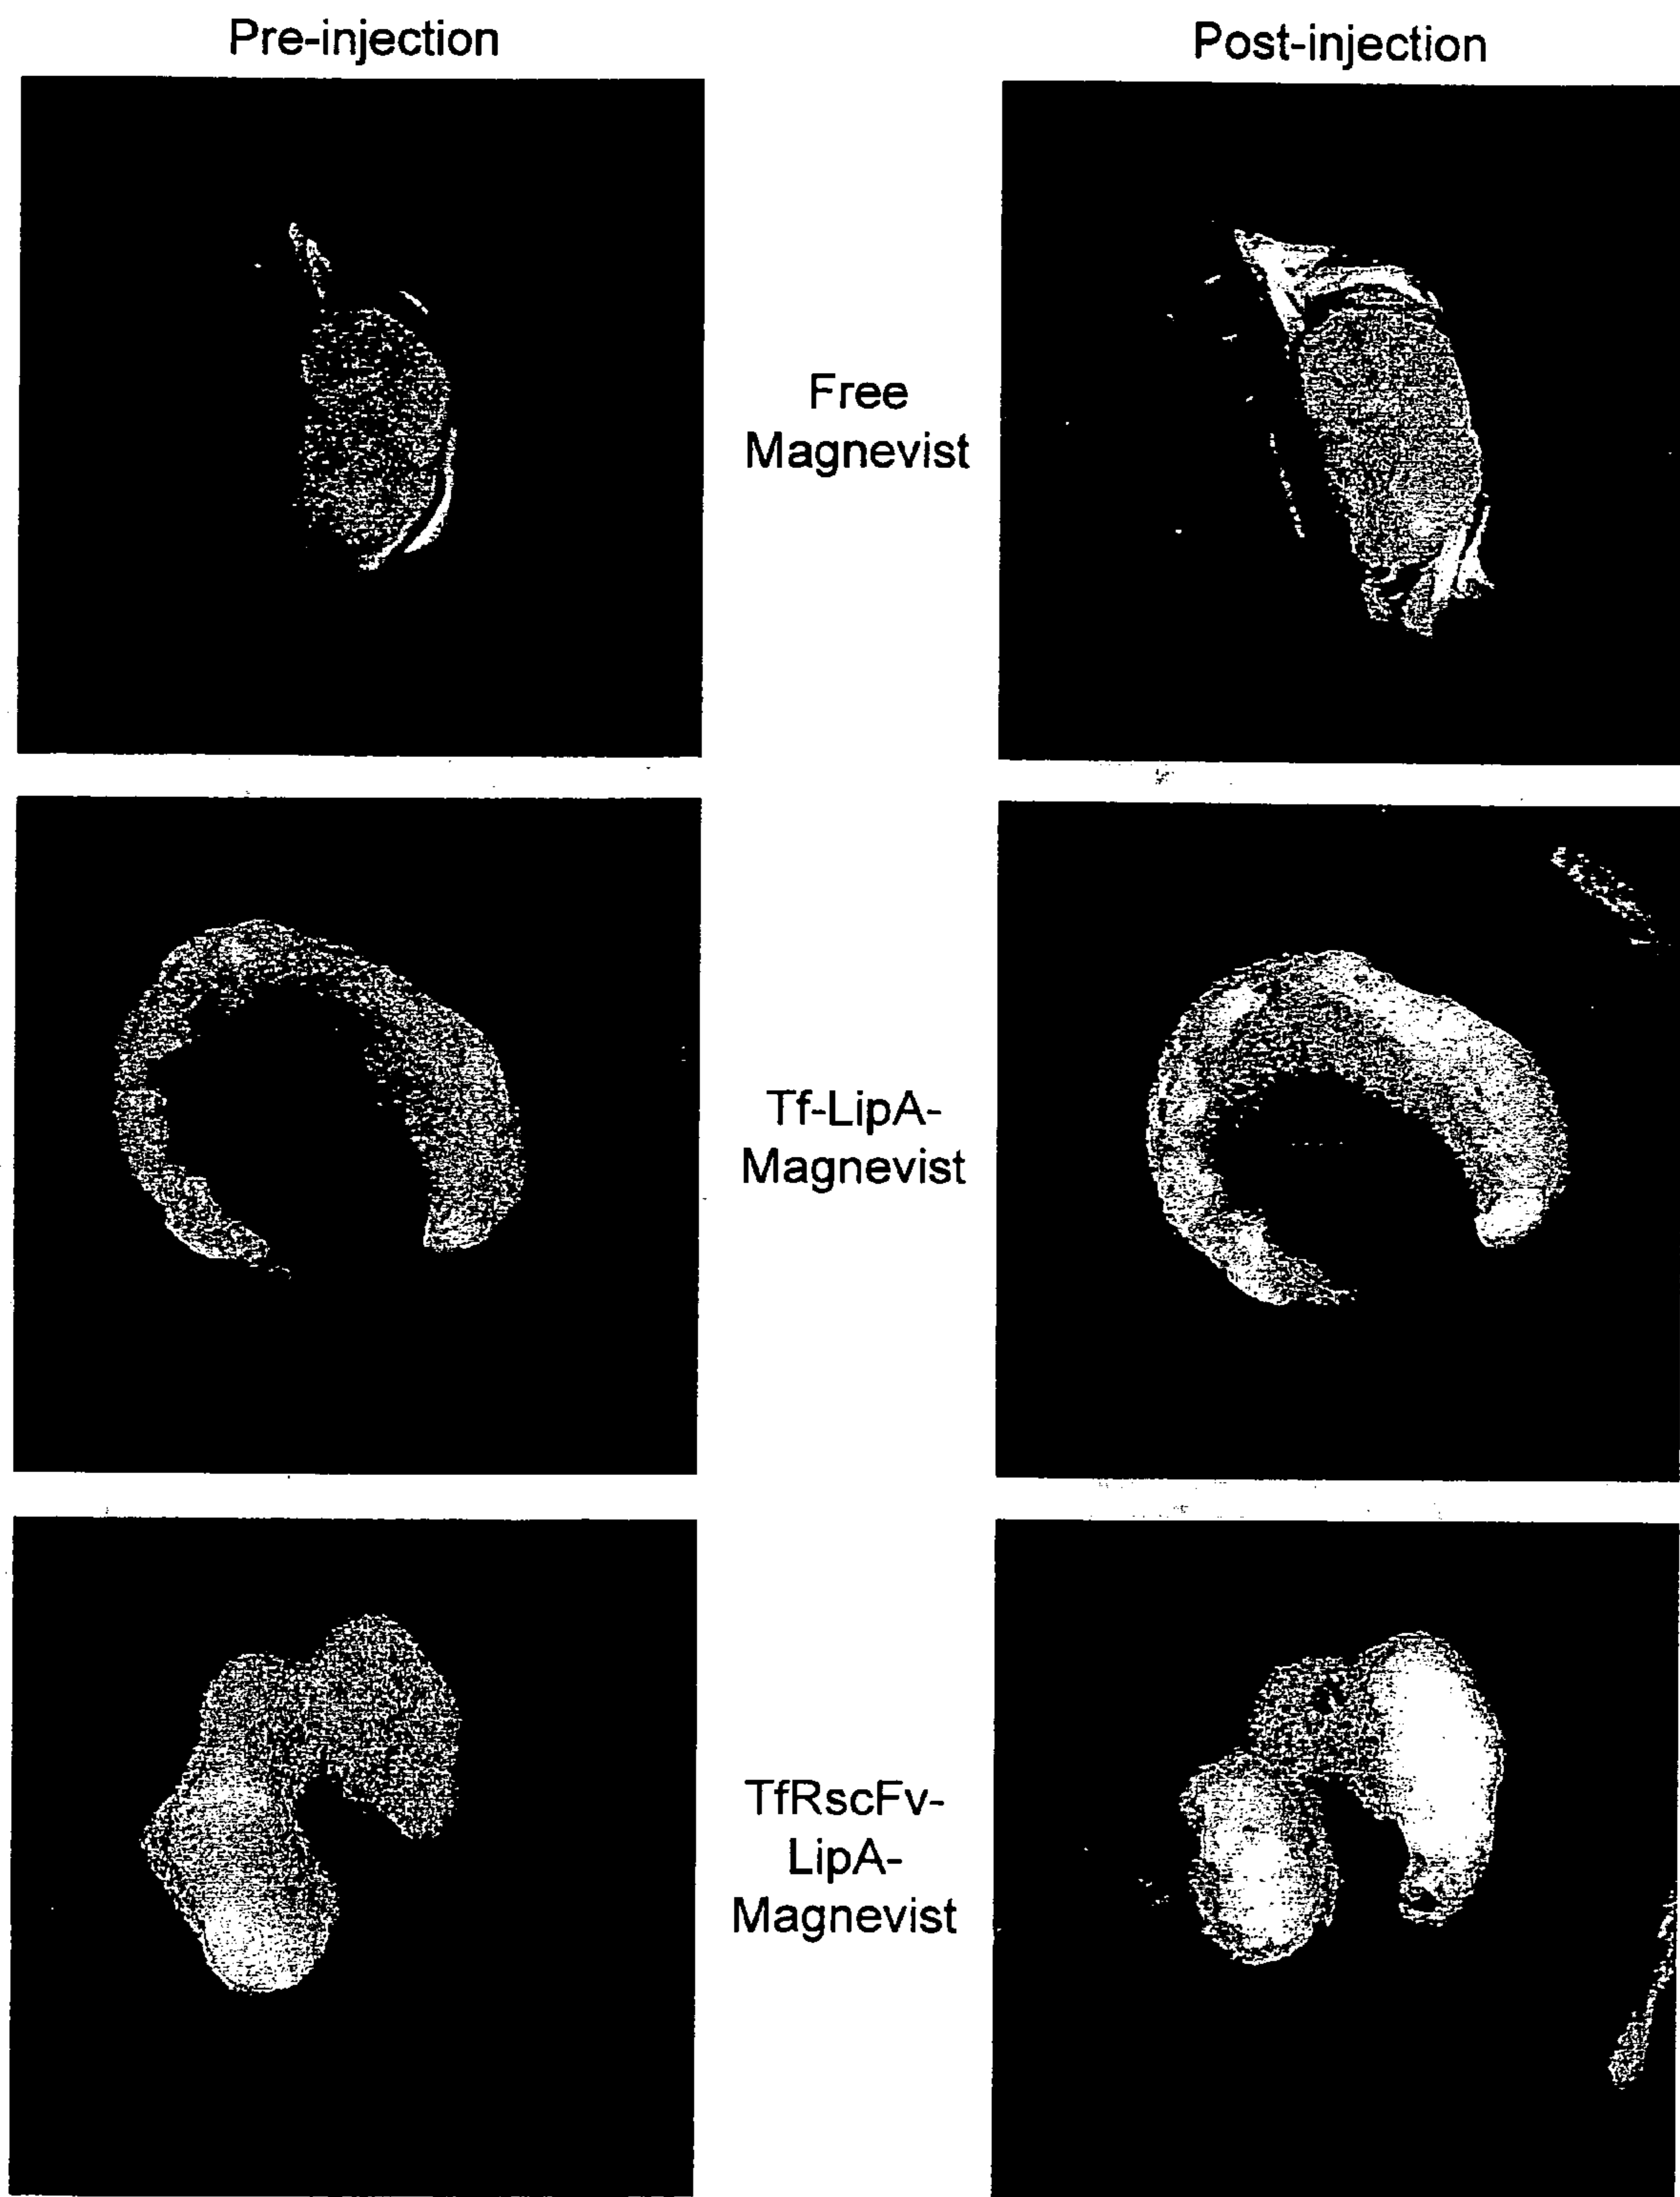 Pre-injection
Post-injection
Free
Magnevist
Tf-LipA-
Magnevist
TfRscFv-
LipA-
Magnevist